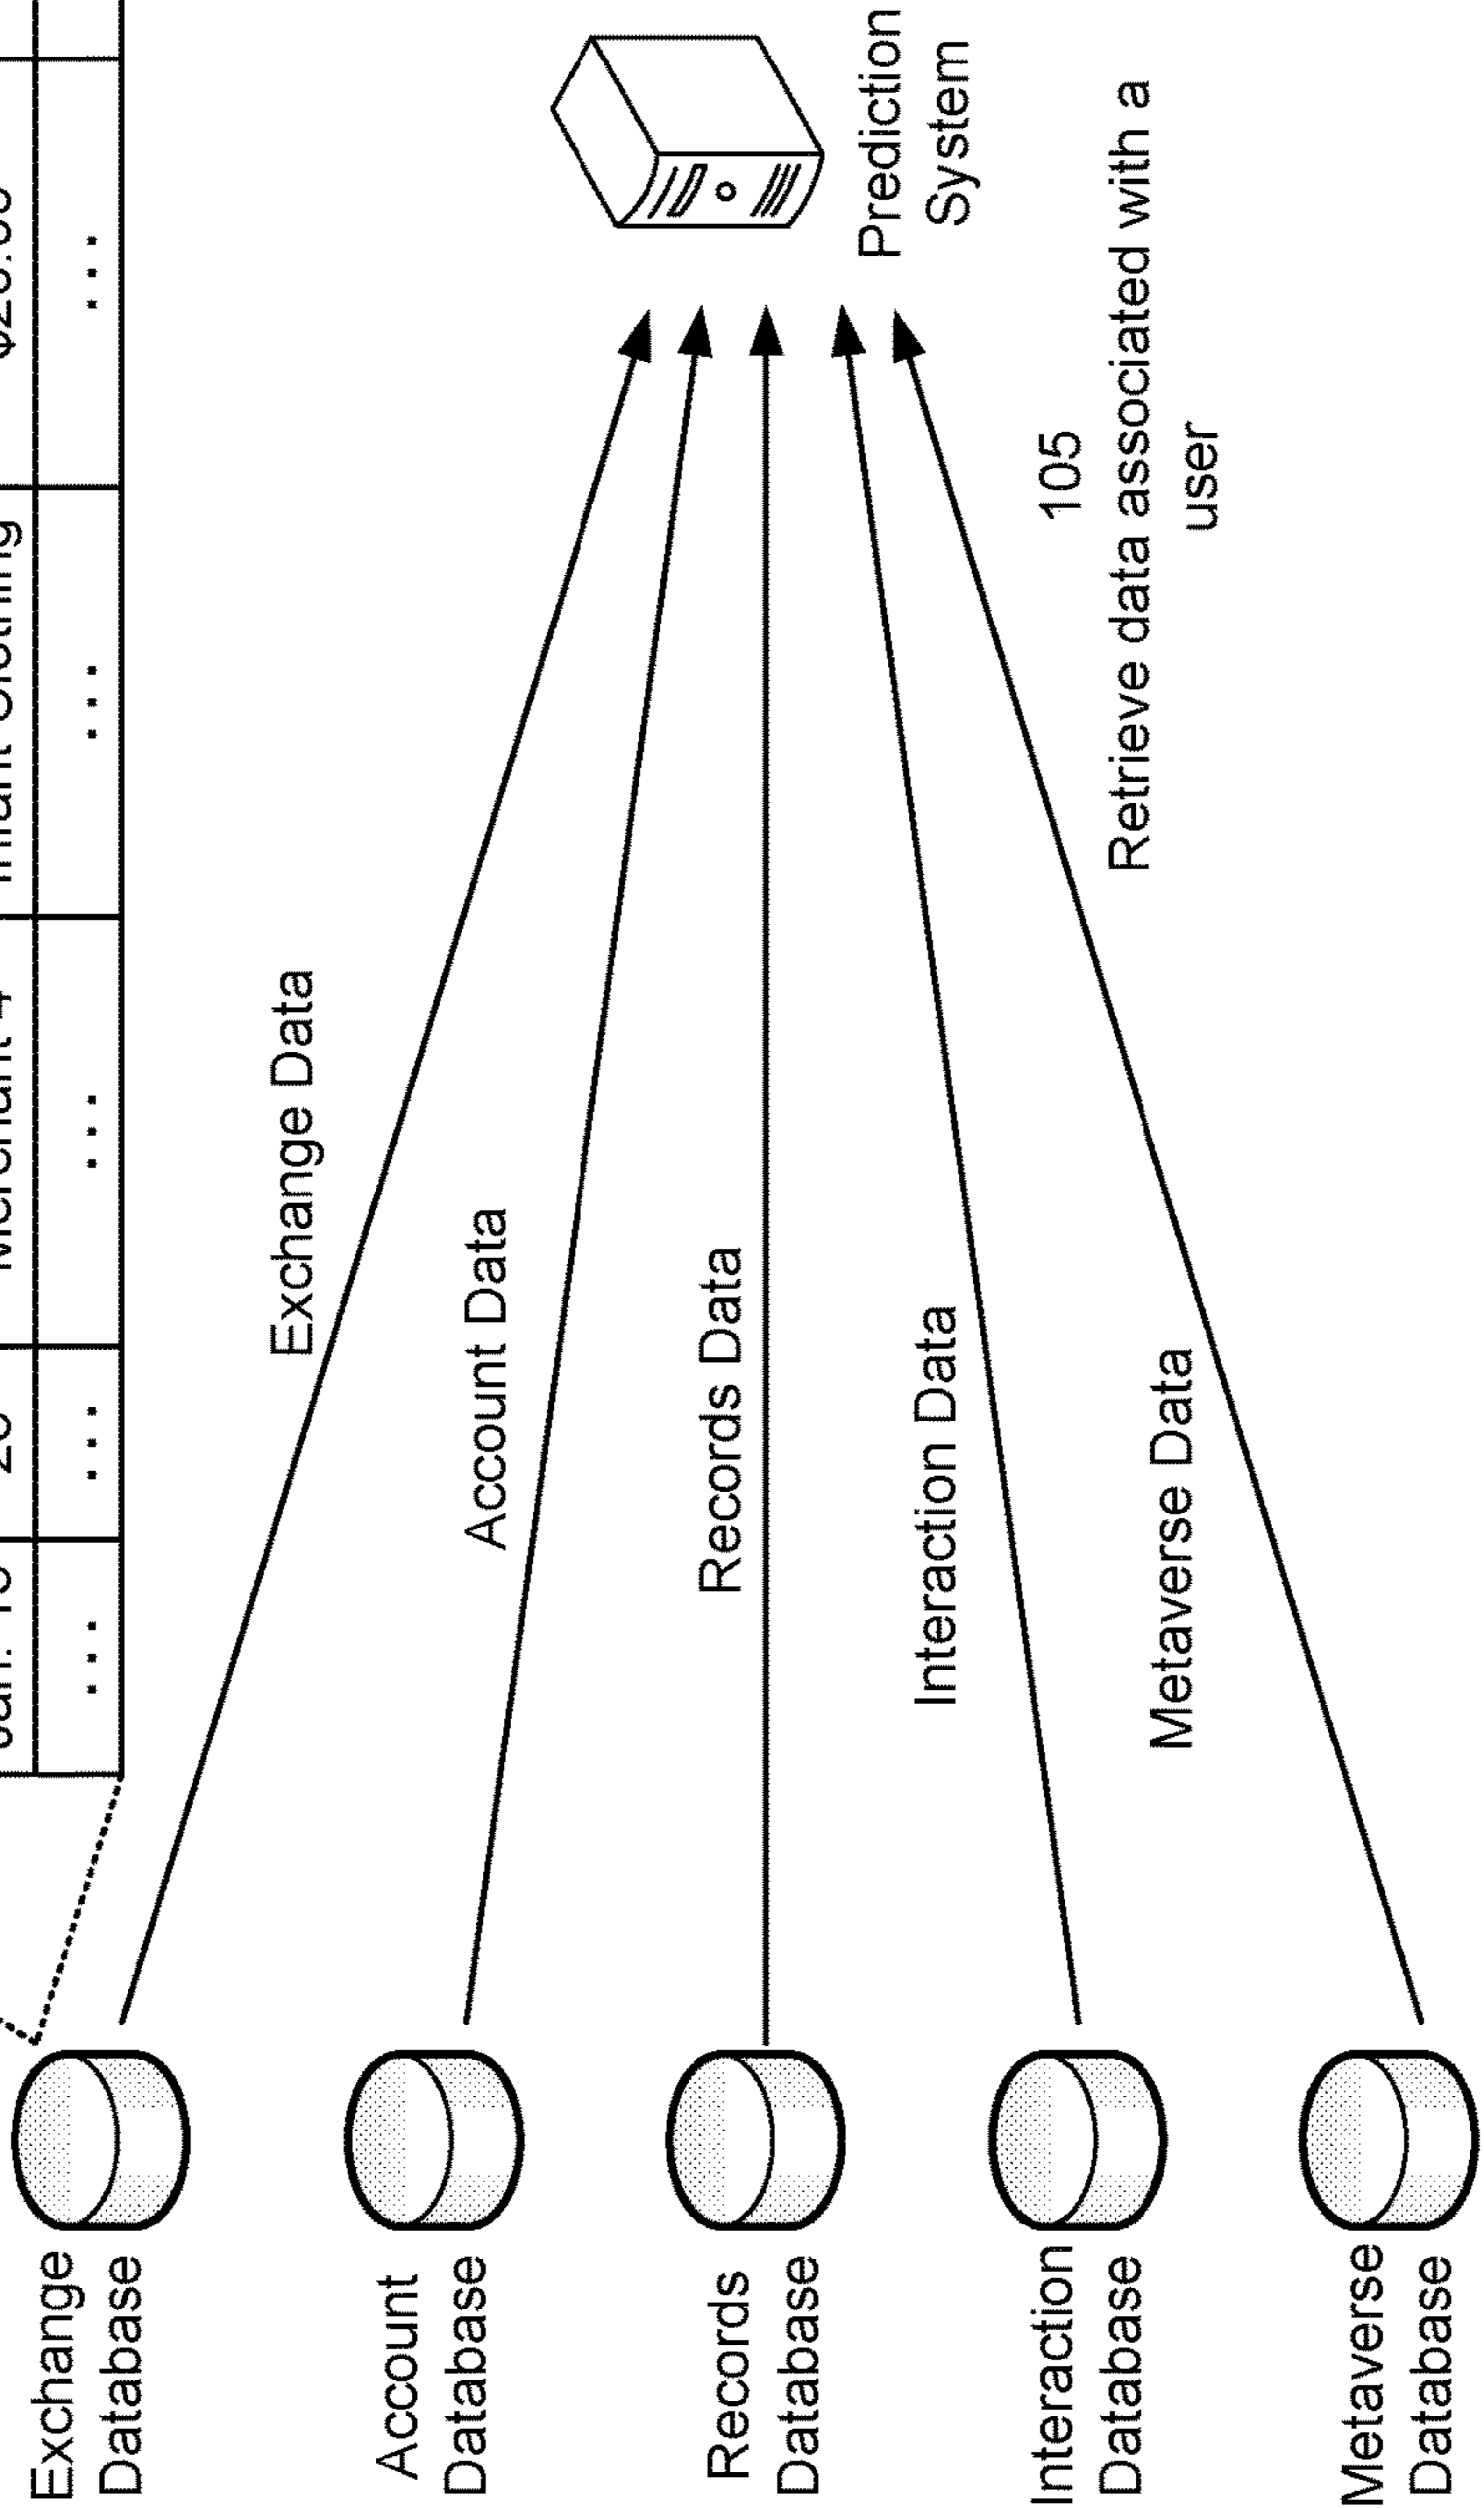 Exchange Data
Account Data
Records Data
Interaction Data
Metaverse Data
Exchange
Database
Account
Database
Records
Database
Interaction
Database
Metaverse
Database
Prediction
System
105
Retrieve data associated with a
user